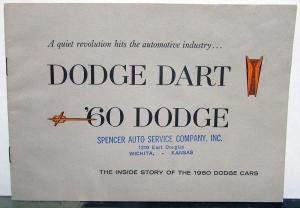 A quiet revolution hits the automotive industry...
DODGE DART
'60 DODGE
SPENCER AUTO SERVICE COMPANY, INC.
1239 East Douglas
WICHITA, - KANSAS
THE INSIDE STORY OF THE 1960 DODGE CARS